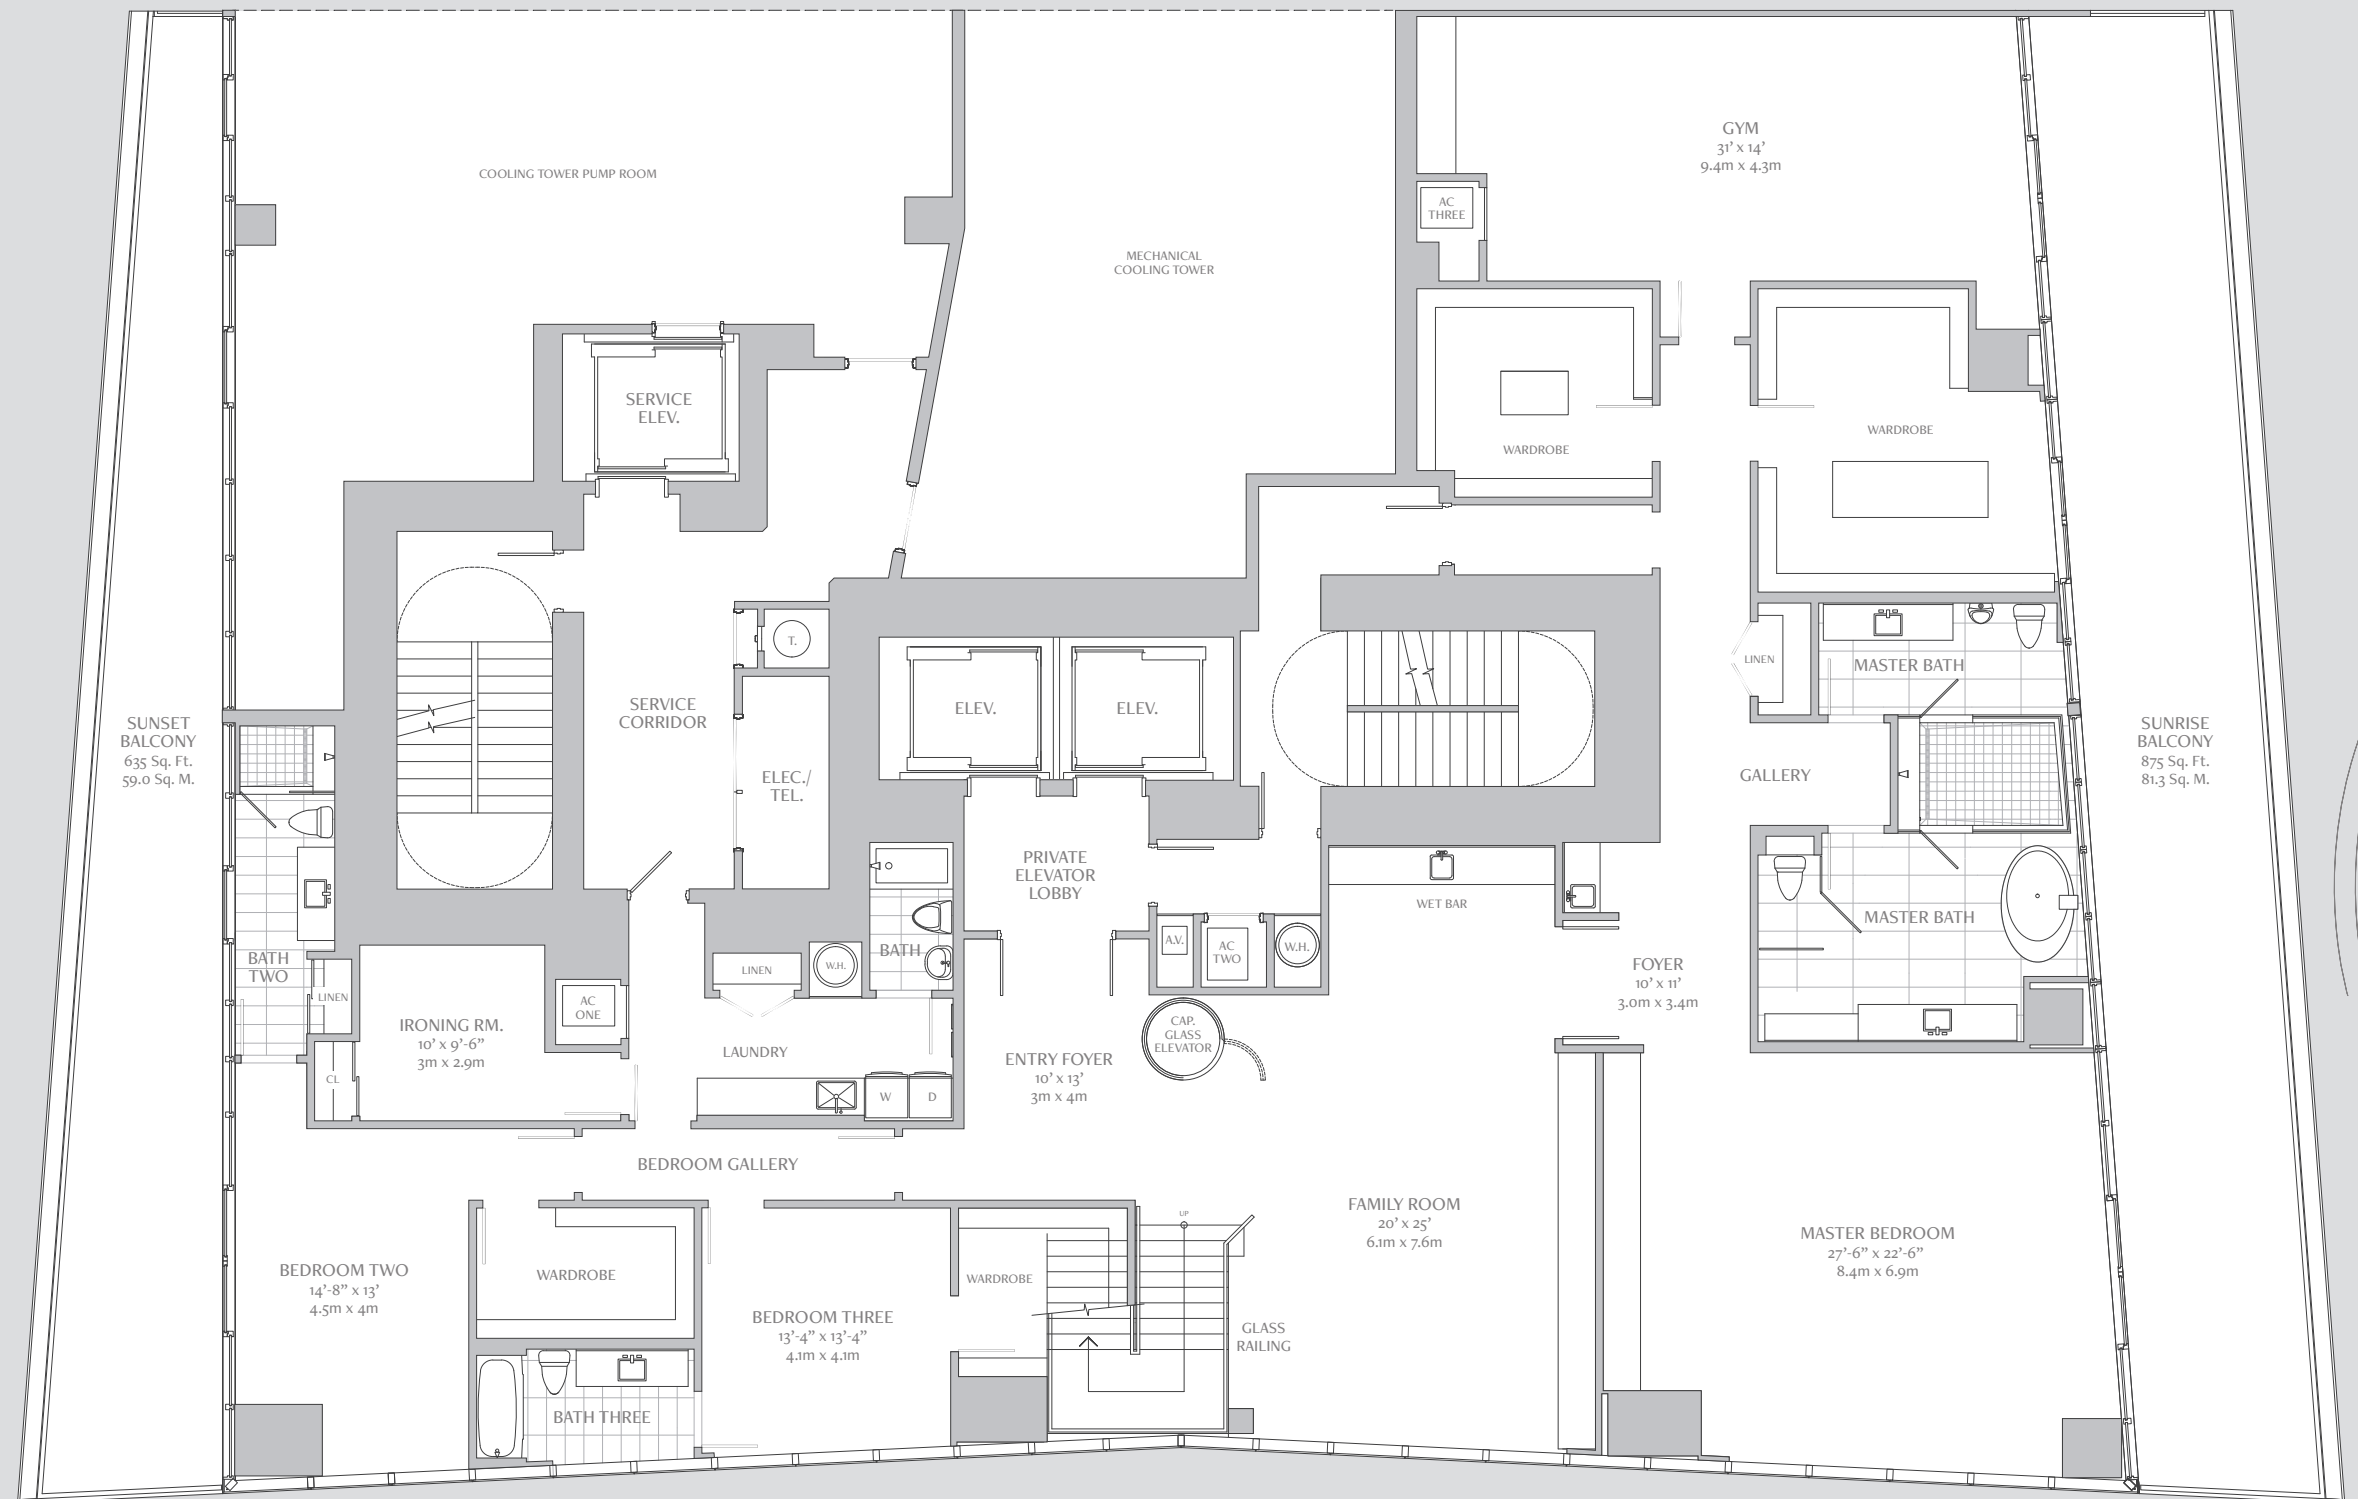 GYM
31' x 14'
9.4m x 4.3m
COOLING TOWER PUMP ROOM
AC
THREE
MECHANICAL
COOLING TOWER
SERVICE
ELEV.
WARDROBE
WARDROBE
T.
LINEN
MASTER BATH
SERVICE
CORRIDOR
ELEV.
ELEV.
SUNSET
BALCONY
635 Sq. Ft.
59.0 Sq. M.
SUNRISE
BALCONY
875 Sq. Ft.
81.3 Sq. M.
ELEC./
TEL.
GALLERY
PRIVATE
ELEVATOR
LOBBY
WET BAR
MASTER BATH
BATH
TWO
LINEN
BATH
LINEN
W.H.
A.V.
AC
TWO
W.H.
FOYER
10' x 11'
3.0m x 3.4m
AC
ONE
IRONING RM.
10' x 9'-6"
3m x 2.9m
CAP.
GLASS
ELEVATOR
LAUNDRY
ENTRY FOYER
10' x 13'
3m x 4m
CL
W
D
BEDROOM GALLERY
UP
FAMILY ROOM
20' x 25'
6.1m x 7.6m
MASTER BEDROOM
27'-6" x 22'-6"
8.4m x 6.9m
BEDROOM TWO
14'-8" x 13'
4.5m x 4m
WARDROBE
WARDROBE
BEDROOM THREE
13'-4" x 13'-4"
4.1m x 4.1m
GLASS
RAILING
BATH THREE